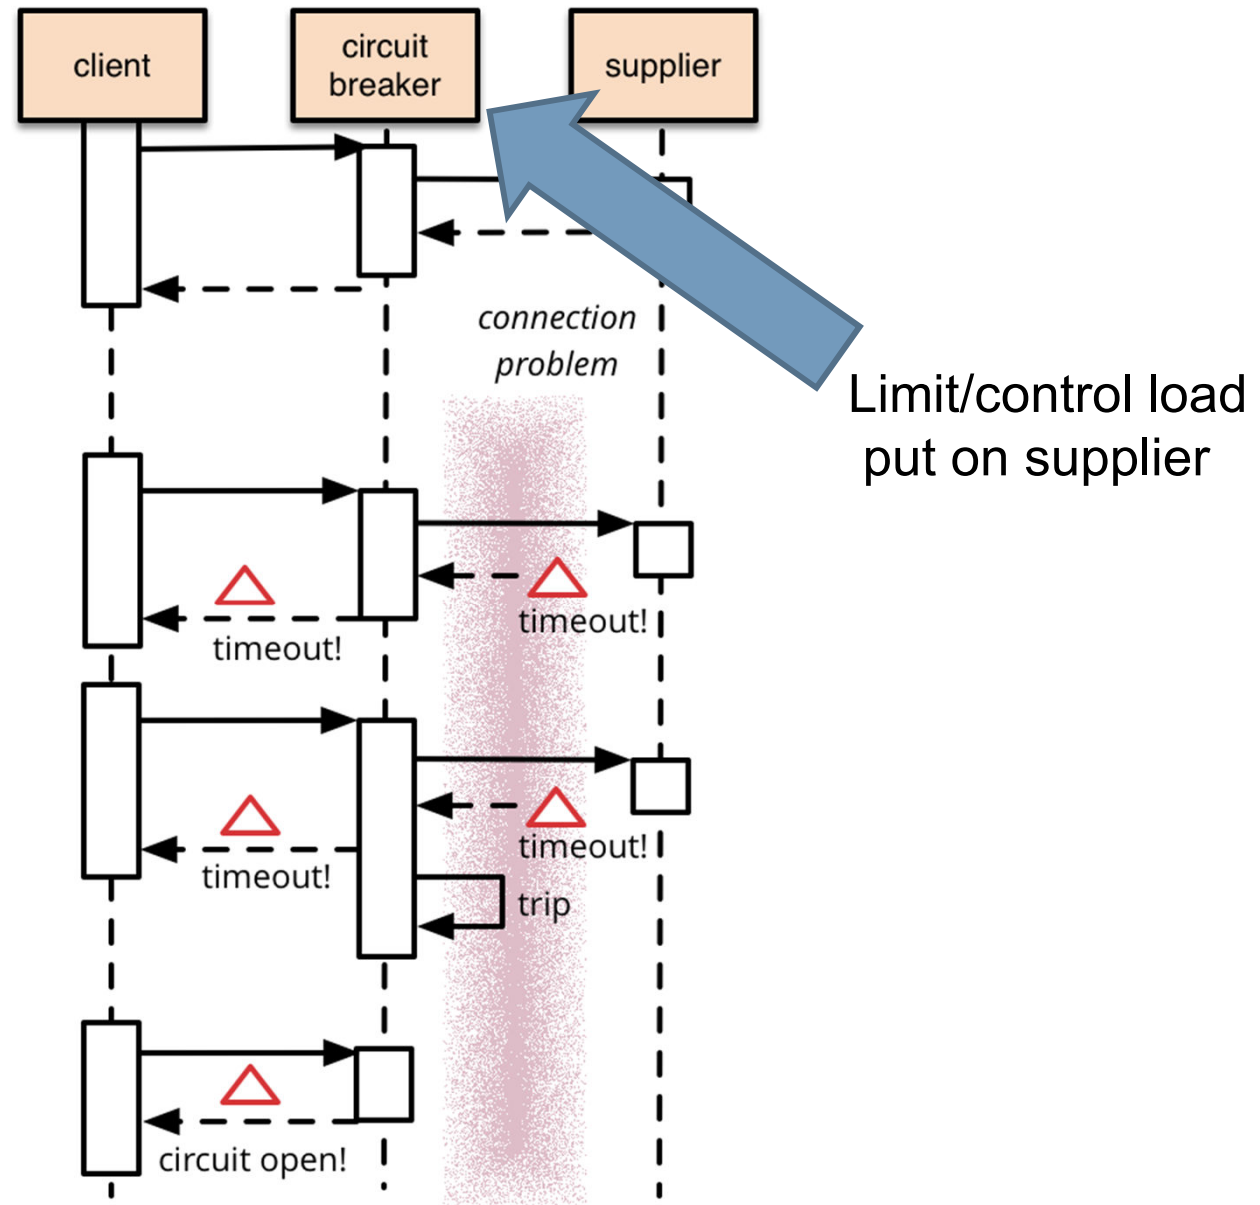 client
circuit
breaker
supplier
connection
problem
Limit/control load
put on supplier
timeout!
timeout!
timeout!
timeout!
trip
circuit open!